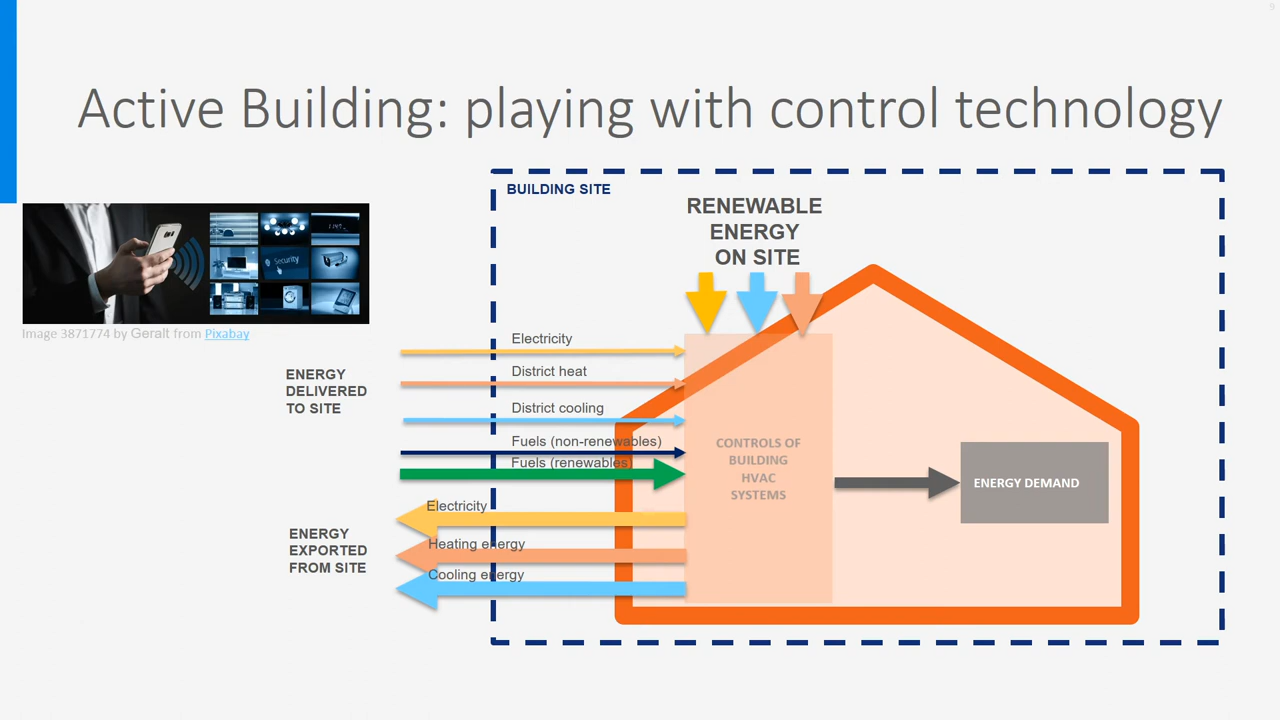 9
Active Building: playing with control technology
BUILDING SITE
RENEWABLE
ENERGY
ON SITE
Security
Image 3871774 by Geralt from Pixabay
Electricity
ENERGY
DELIVERED
TO SITE
District heat
District cooling
Fuels (non-renewables)
Fuels (renewables)
CONTROLS OF
BUILDING
HVAC
SYSTEMS
ENERGY DEMAND
ENERGY
EXPORTED
FROM SITE
Electricity
Heating energy
Cooling energy